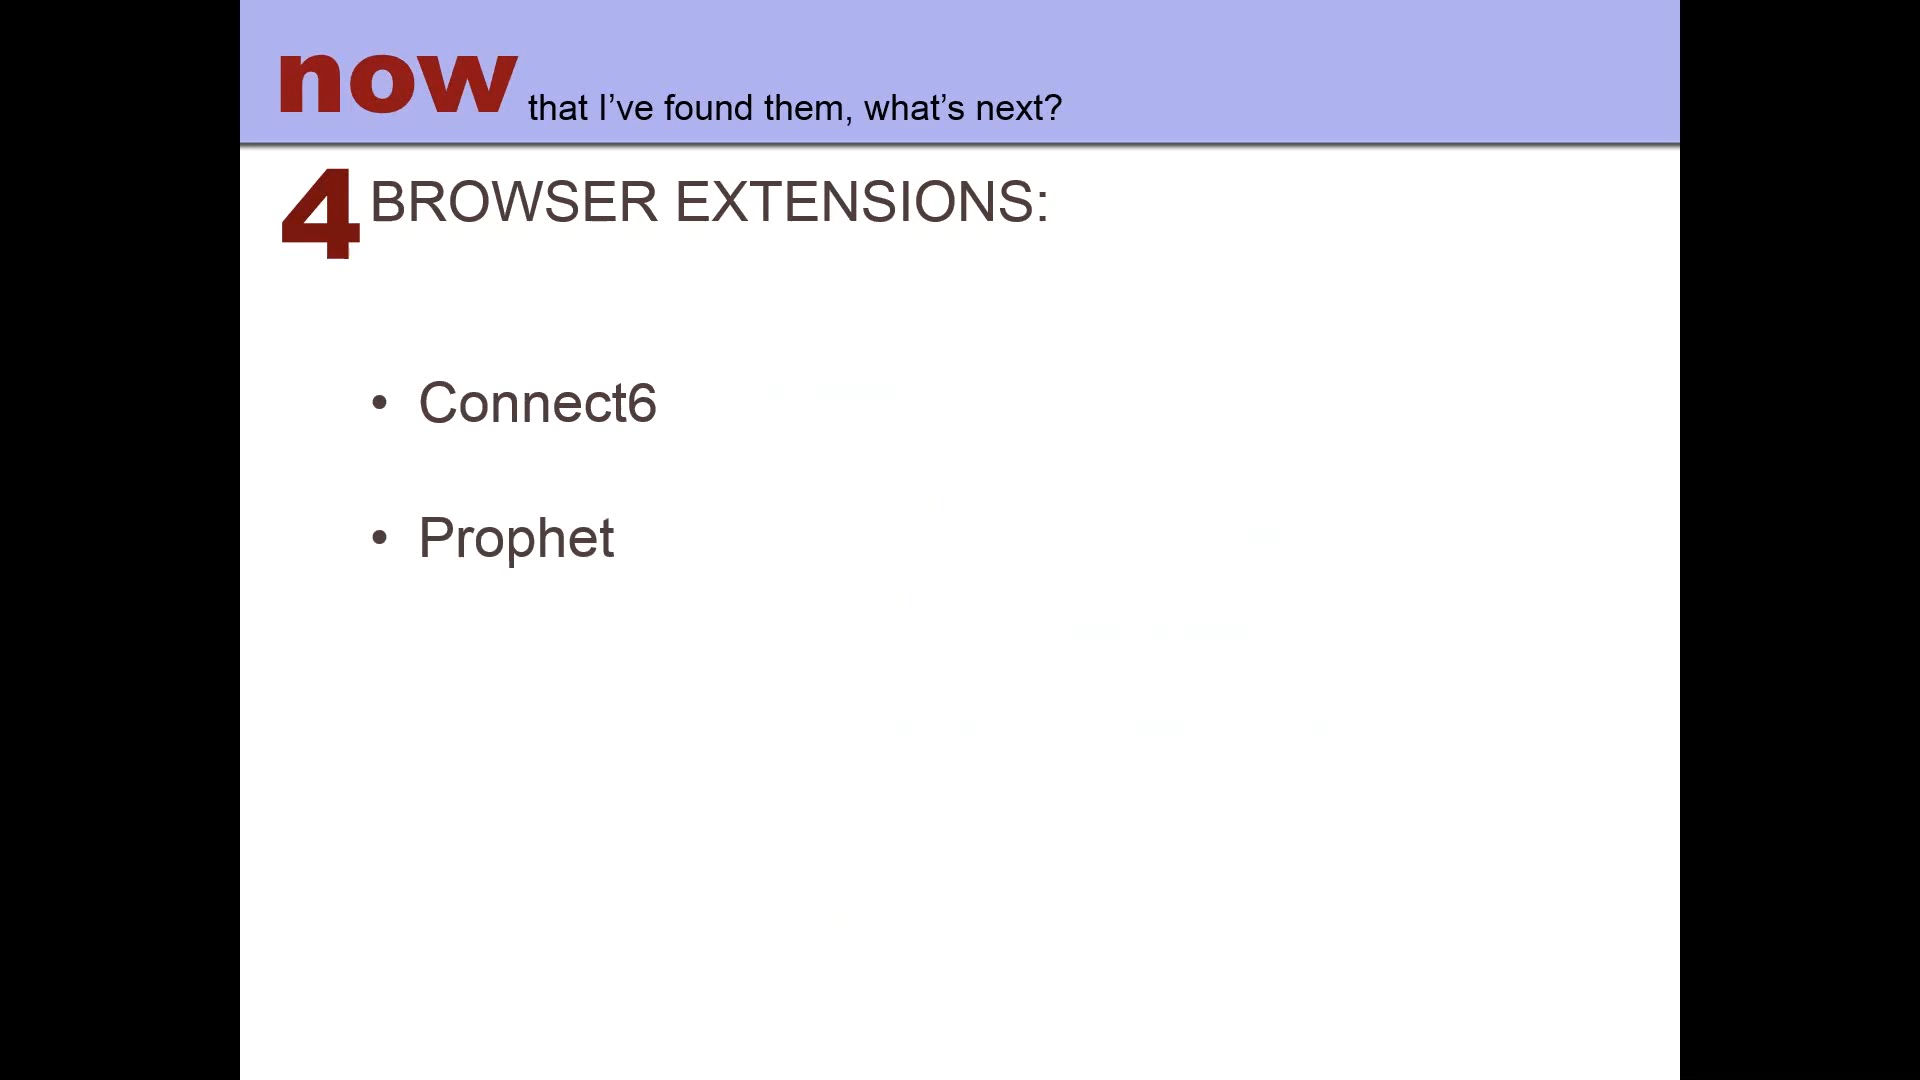 now that I’ve found them, what’s next?
4 BROWSER EXTENSIONS:
• Connect6
• Prophet